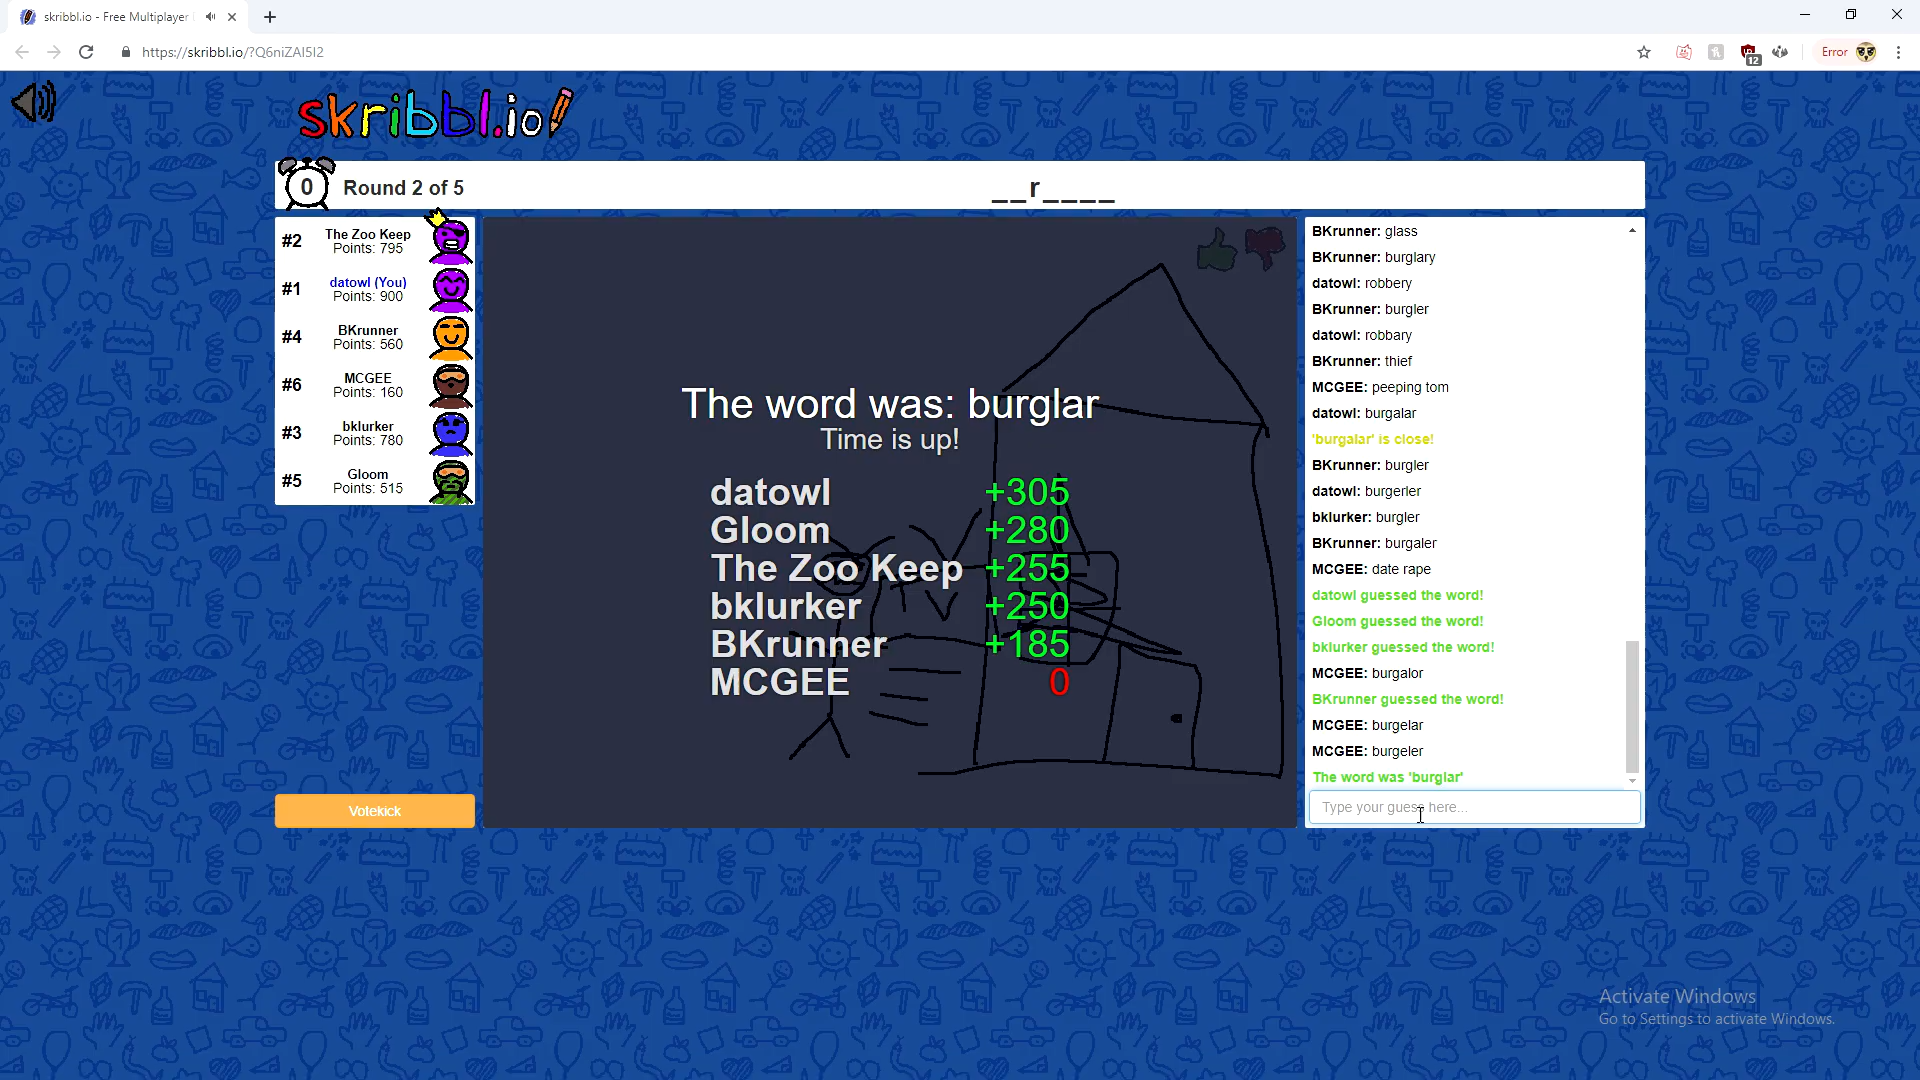 skribbl.io - Free Multiplayer
https://skribbl.io/?Q6niZAI5I2
12
Error
skribbl.io
0
Round 2 of 5
__r____
#2
The Zoo Keep
Points: 795
#1
datowl (You)
Points: 900
#4
BKrunner
Points: 560
#6
MCGEE
Points: 160
#3
bklurker
Points: 780
#5
Gloom
Points: 515
Votekick
The word was: burglar
Time is up!
datowl +305
Gloom +280
The Zoo Keep +255
bklurker +250
BKrunner +185
MCGEE 0
BKrunner: glass
BKrunner: burglary
datowl: robbery
BKrunner: burgler
datowl: robbary
BKrunner: thief
MCGEE: peeping tom
datowl: burgalar
'burgalar' is close!
BKrunner: burgler
datowl: burgerler
bklurker: burgler
BKrunner: burgaler
MCGEE: date rape
datowl guessed the word!
Gloom guessed the word!
bklurker guessed the word!
MCGEE: burgalor
BKrunner guessed the word!
MCGEE: burgelar
MCGEE: burgeler
The word was 'burglar'
Type your guess here...
Activate Windows
Go to Settings to activate Windows.